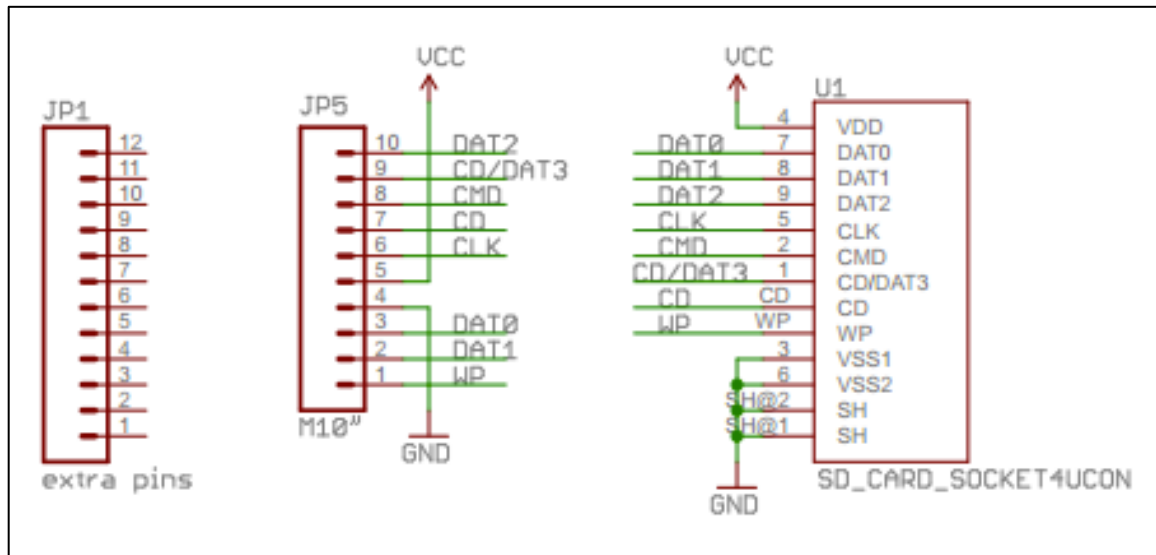 JP1
12
11
10
9
8
7
6
5
4
3
2
1
extra pins
VCC
JP5
10 DAT2
9 CD/DAT3
8 CMD
7 CD
6 CLK
5
4
3 DAT0
2 DAT1
1 WP
M10"
GND
VCC
U1
4 VDD
DAT0 7 DAT0
DAT1 8 DAT1
DAT2 9 DAT2
CLK 5 CLK
CMD 2 CMD
CD/DAT3 1 CD/DAT3
CD CD CD
WP WP WP
3 VSS1
6 VSS2
SH@2 SH
SH@1 SH
GND
SD_CARD_SOCKET4UCON